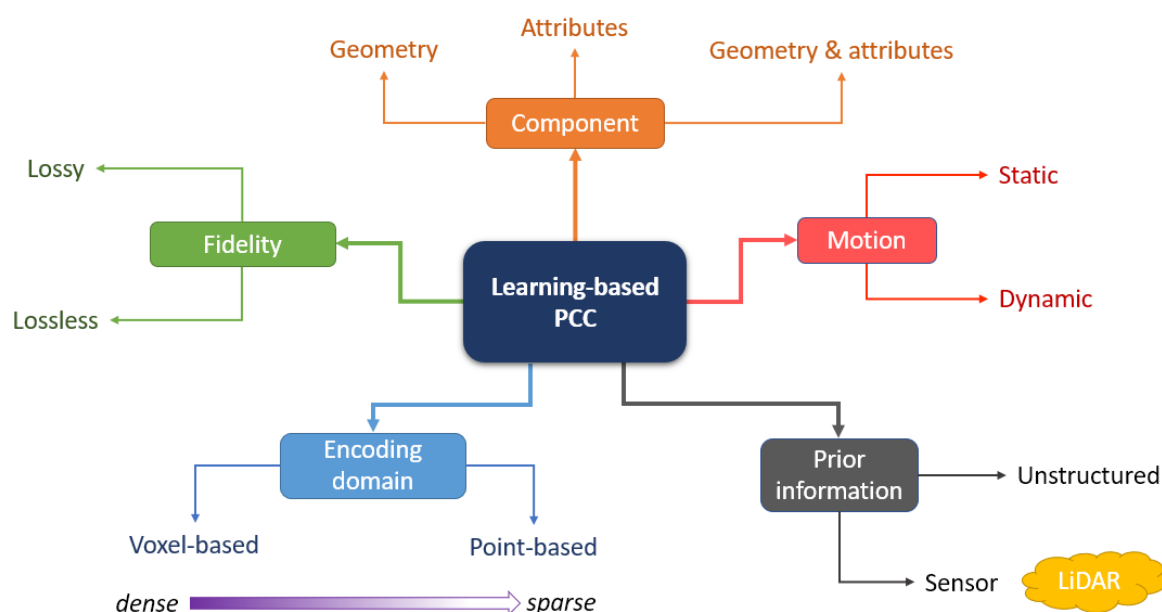 Attributes
Geometry
Geometry & attributes
Component
Lossy
Static
Fidelity
Motion
Learning-based
PCC
Lossless
Dynamic
Encoding
domain
Prior
information
Unstructured
Voxel-based
Point-based
Sensor
LiDAR
dense
sparse